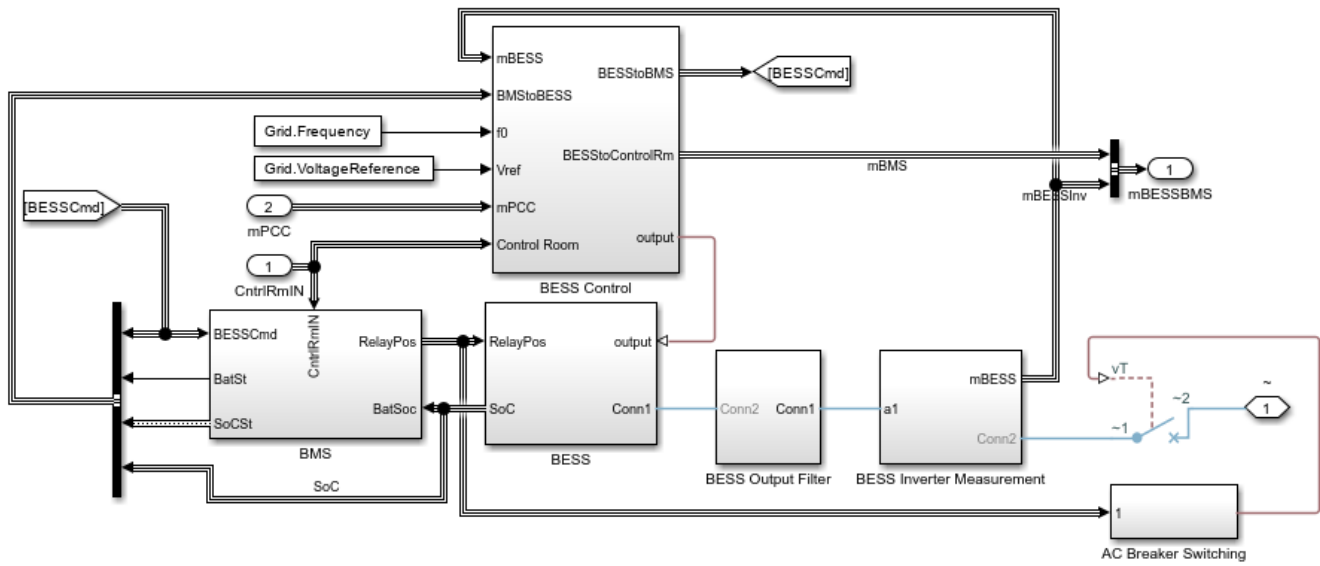 mBESS
BMStoBESS
f0
Vref
mPCC
Control Room
BESStoBMS
BESStoControlRm
output
BESS Control
[BESSCmd]
Grid.Frequency
Grid.VoltageReference
2
mPCC
1
CntrlRmIN
[BESSCmd]
mBMS
mBESSInv
1
mBESSBMS
BESSCmd
BatSt
SoCSt
CntrlRmIN
RelayPos
BatSoc
BMS
SoC
RelayPos
SoC
output
Conn1
BESS
Conn2
Conn1
BESS Output Filter
a1
mBESS
Conn2
BESS Inverter Measurement
vT
~1
~2
~
1
1
AC Breaker Switching